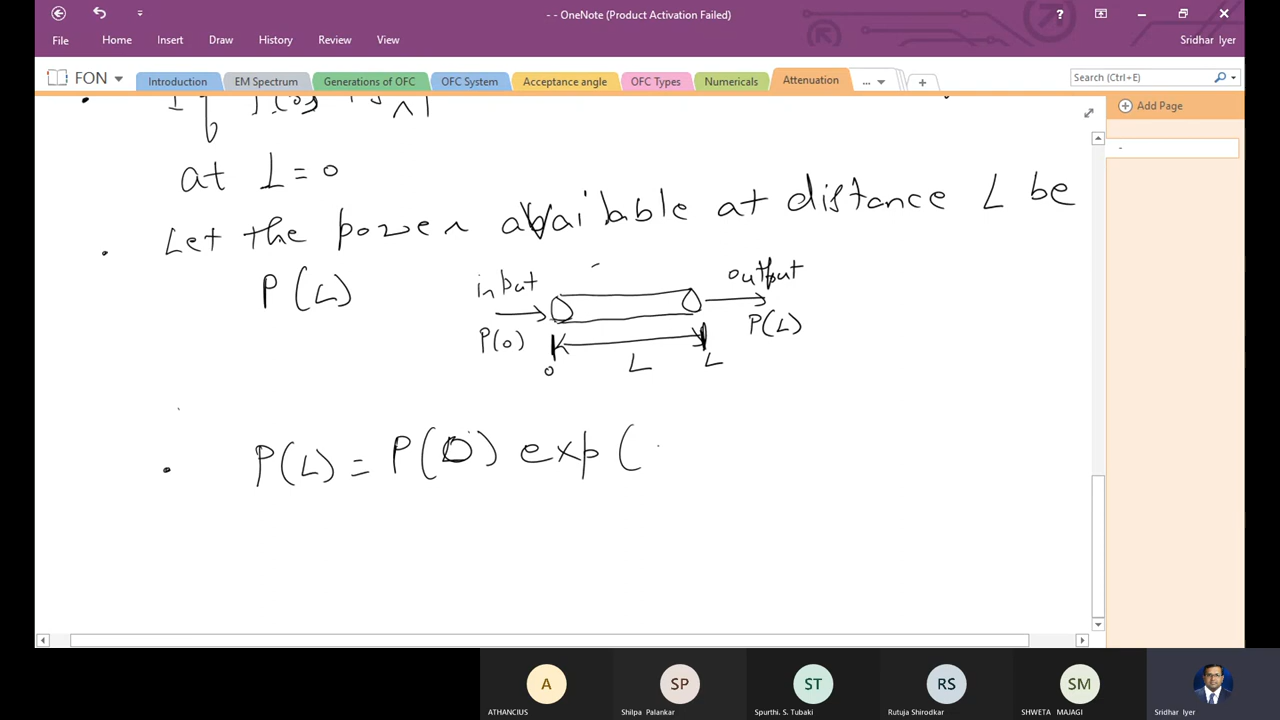 - - OneNote (Product Activation Failed)
?
File Home Insert Draw History Review View Sridhar Iyer
FON Introduction EM Spectrum Generations of OFC OFC System Acceptance angle OFC Types Numericals Attenuation ... + Search (Ctrl+E)
+ Add Page
-
at L = 0
Let the power available at distance L be
P(L)
input output
P(0) P(L)
0 L L
P(L) = P(0) exp (
A SP ST RS SM
ATHANCIUS Shilpa Palankar Spurthi. S. Tubaki Rutuja Shirodkar SHWETA MAJAGI Sridhar Iyer